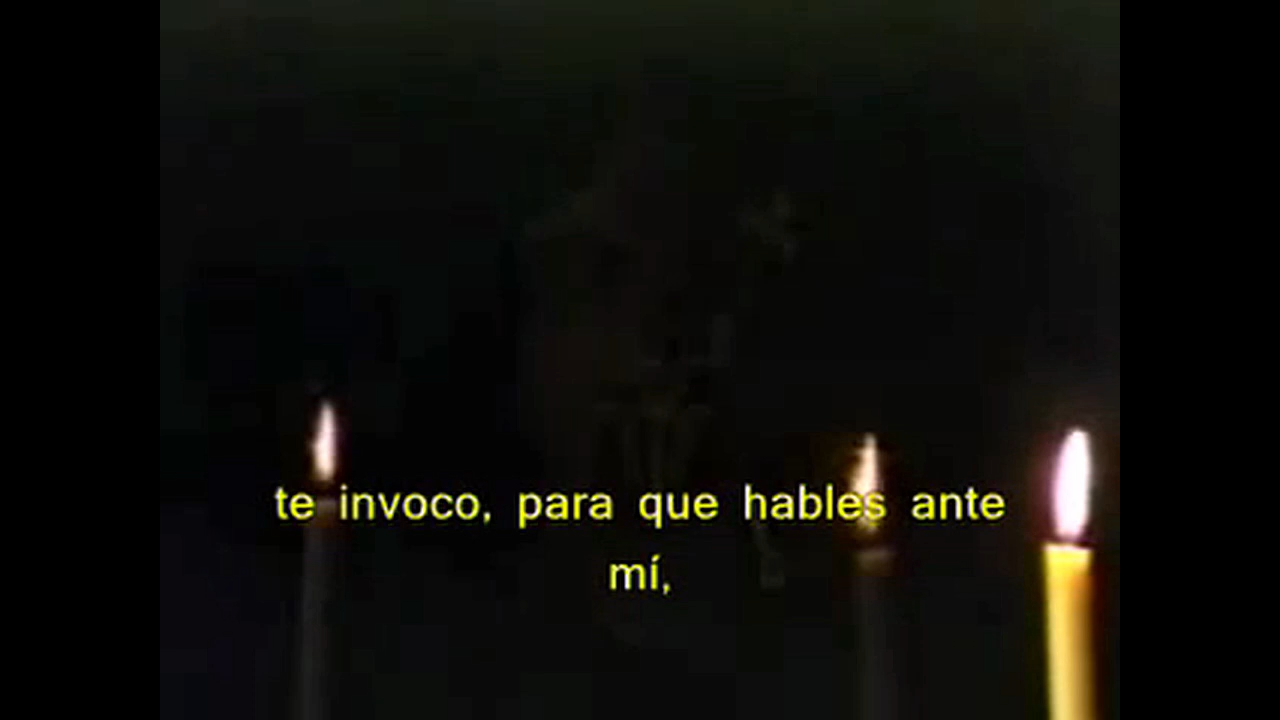 te invoco, para que hables ante
mí,